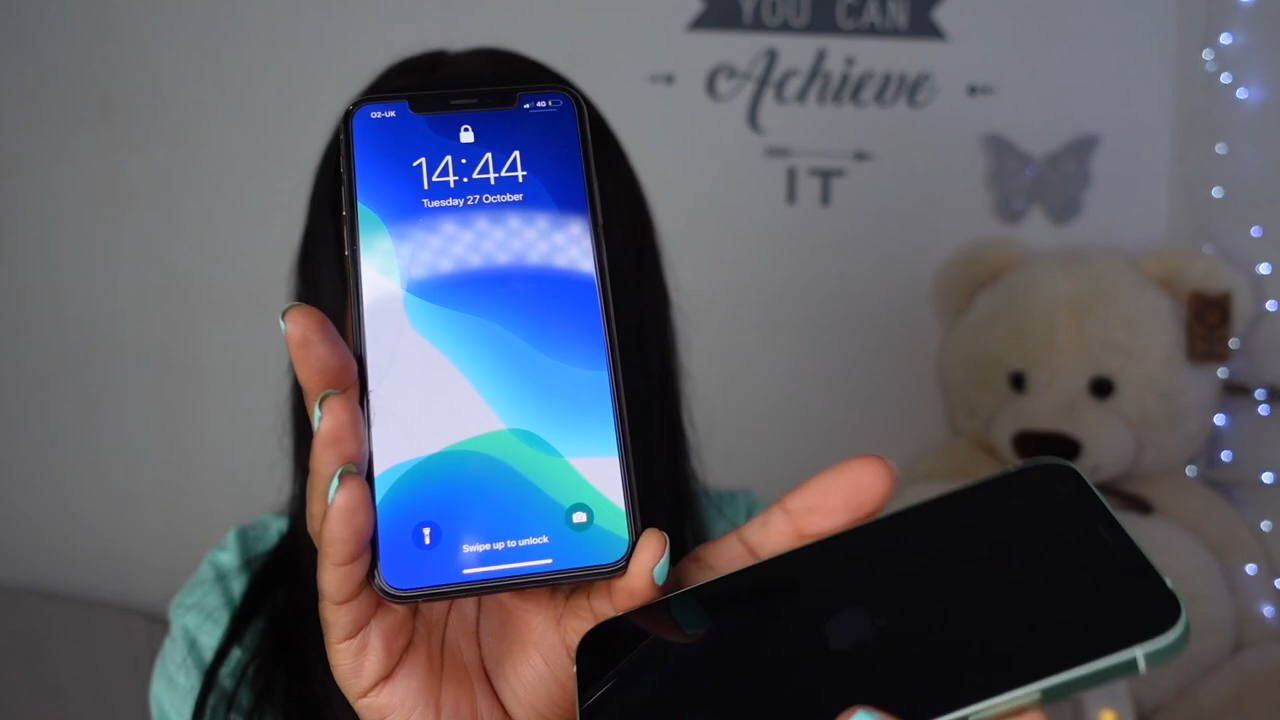 YOU CAN
Achieve
IT
O2-UK
4G
14:44
Tuesday 27 October
Swipe up to unlock